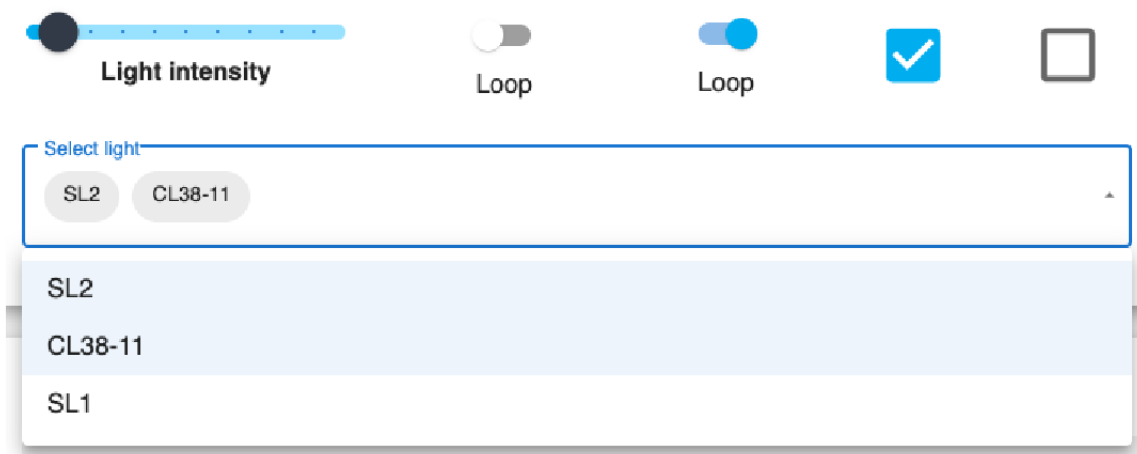 Light intensity
Loop
Loop
Select light
SL2 CL38-11
SL2
CL38-11
SL1